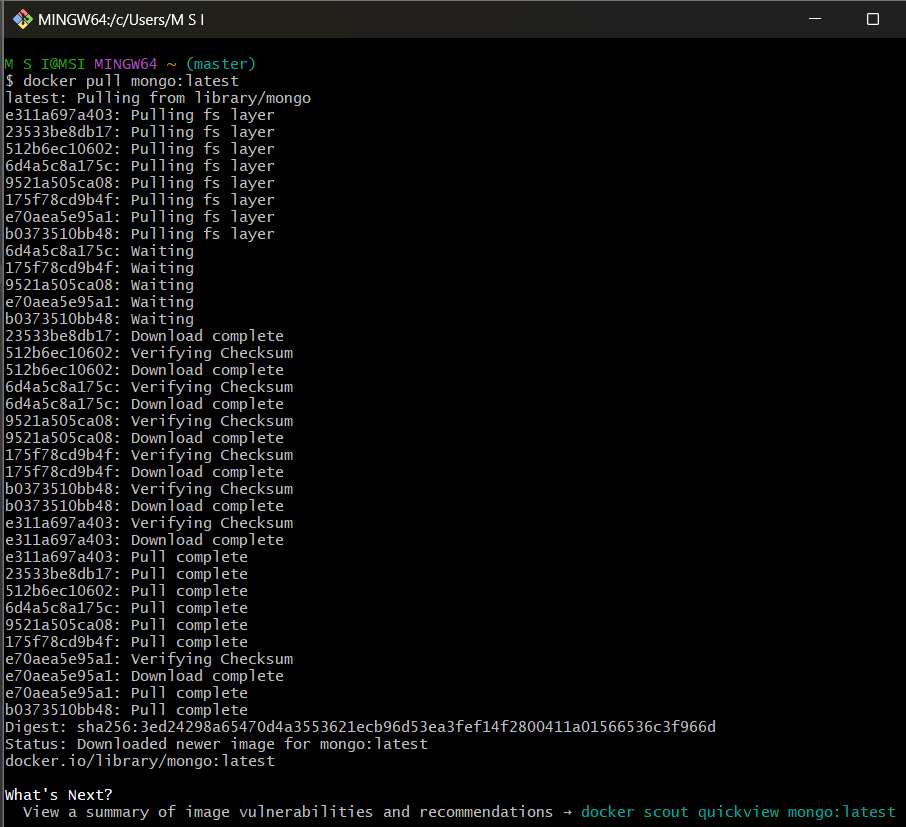 MINGW64:/c/Users/M S I
M S I@MSI MINGW64 ~ (master)
$ docker pull mongo:latest
latest: Pulling from library/mongo
e311a697a403: Pulling fs layer
23533be8db17: Pulling fs layer
512b6ec10602: Pulling fs layer
6d4a5c8a175c: Pulling fs layer
9521a505ca08: Pulling fs layer
175f78cd9b4f: Pulling fs layer
e70aea5e95a1: Pulling fs layer
b0373510bb48: Pulling fs layer
6d4a5c8a175c: Waiting
175f78cd9b4f: Waiting
9521a505ca08: Waiting
e70aea5e95a1: Waiting
b0373510bb48: Waiting
23533be8db17: Download complete
512b6ec10602: Verifying Checksum
512b6ec10602: Download complete
6d4a5c8a175c: Verifying Checksum
6d4a5c8a175c: Download complete
9521a505ca08: Verifying Checksum
9521a505ca08: Download complete
175f78cd9b4f: Verifying Checksum
175f78cd9b4f: Download complete
b0373510bb48: Verifying Checksum
b0373510bb48: Download complete
e311a697a403: Verifying Checksum
e311a697a403: Download complete
e311a697a403: Pull complete
23533be8db17: Pull complete
512b6ec10602: Pull complete
6d4a5c8a175c: Pull complete
9521a505ca08: Pull complete
175f78cd9b4f: Pull complete
e70aea5e95a1: Verifying Checksum
e70aea5e95a1: Download complete
e70aea5e95a1: Pull complete
b0373510bb48: Pull complete
Digest: sha256:3ed24298a65470d4a3553621ecb96d53ea3fef14f2800411a01566536c3f966d
Status: Downloaded newer image for mongo:latest
docker.io/library/mongo:latest
What's Next?
View a summary of image vulnerabilities and recommendations → docker scout quickview mongo:latest